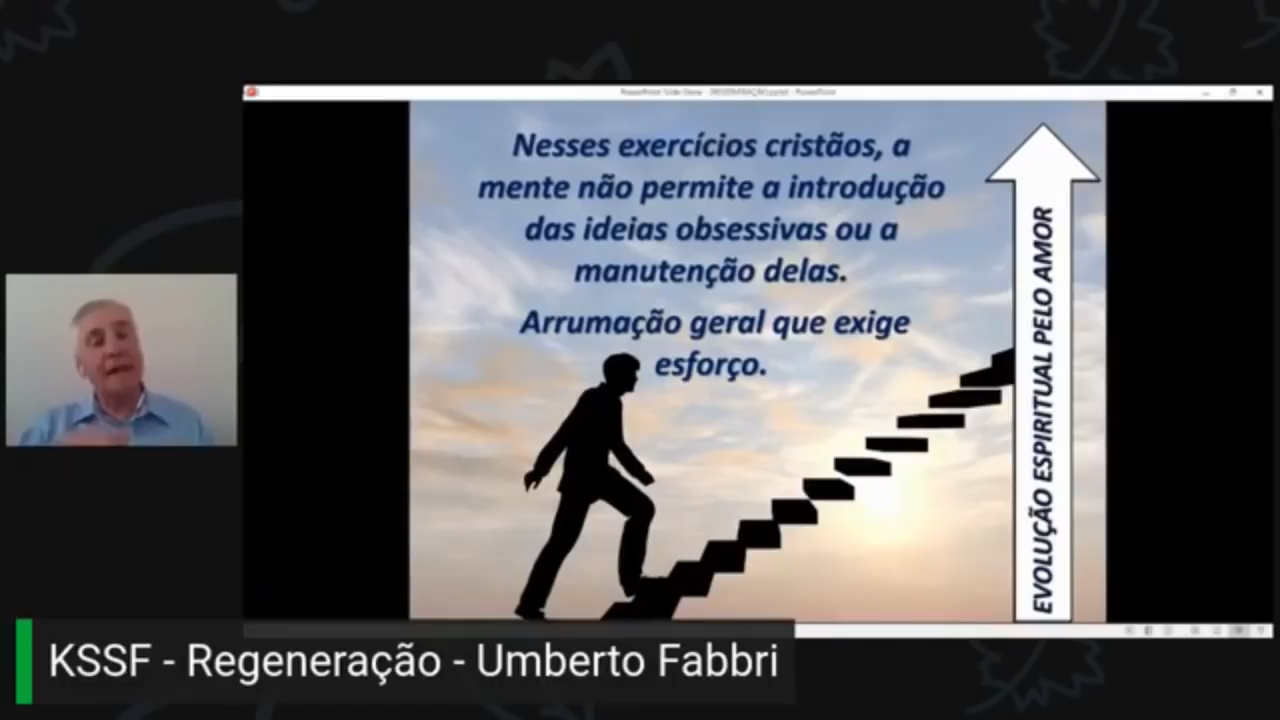 Nesses exercícios cristãos, a
mente não permite a introdução
das ideias obsessivas ou a
manutenção delas.
Arrumação geral que exige
esforço.
EVOLUÇÃO ESPIRITUAL PELO AMOR
KSSF - Regeneração - Umberto Fabbri